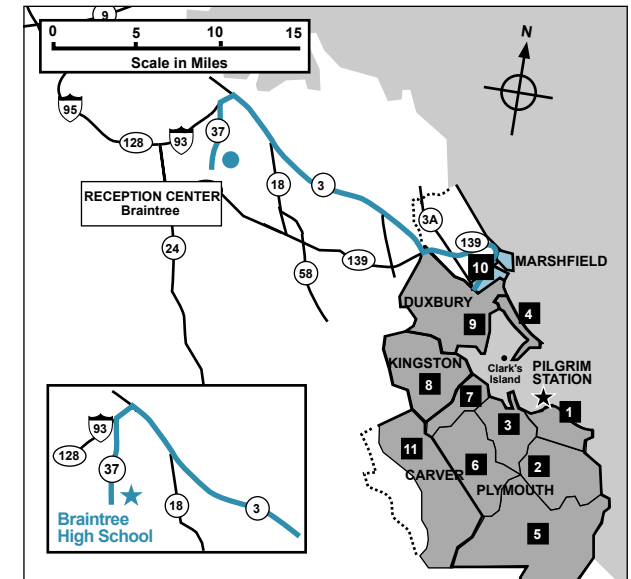 9
0 5 10 15
Scale in Miles
N
95
128
93
37
18
3
3A
RECEPTION CENTER
Braintree
24
58
139
139
10
MARSHFIELD
DUXBURY
4
9
KINGSTON
Clark's
Island
PILGRIM
STATION
8
7
1
3
11
CARVER
6
2
PLYMOUTH
5
93
128
37
18
3
Braintree
High School